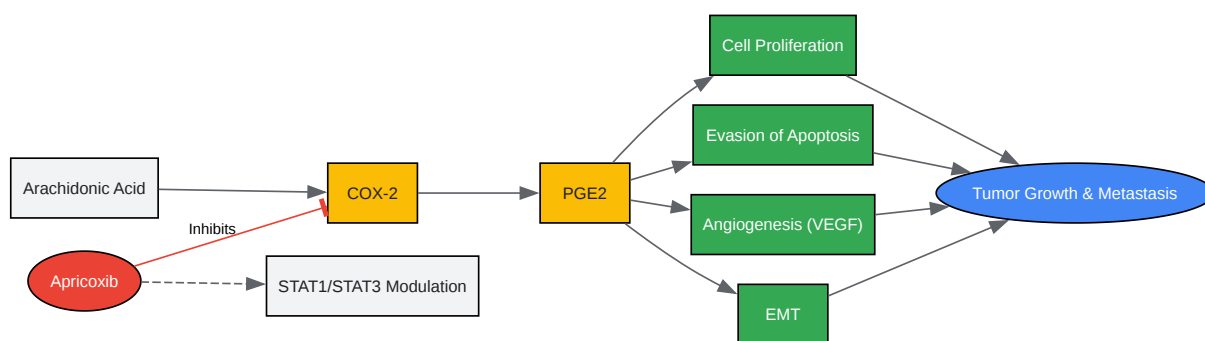 Cell Proliferation
Evasion of Apoptosis
Arachidonic Acid
COX-2
PGE2
Tumor Growth & Metastasis
Inhibits
Angiogenesis (VEGF)
Apricoxib
STAT1/STAT3 Modulation
EMT